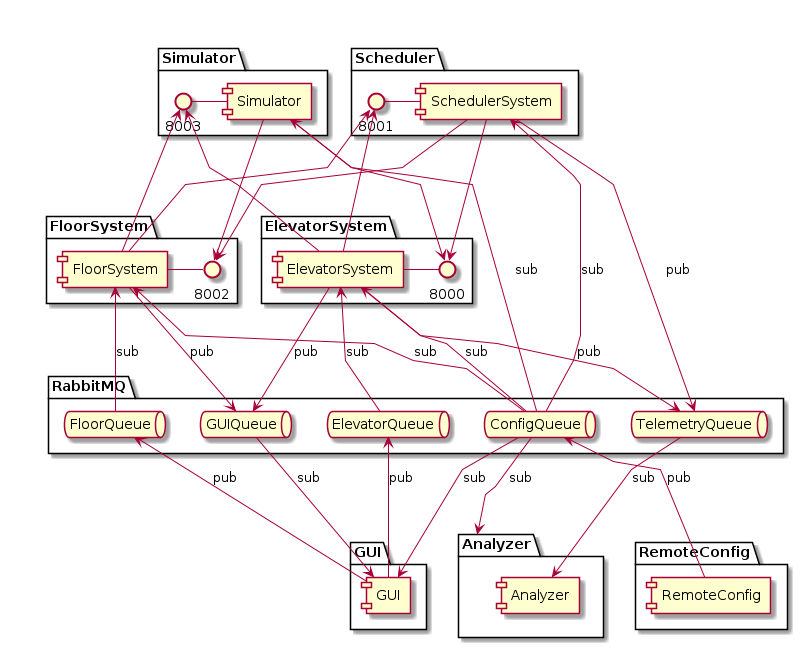 Simulator
Scheduler
Simulator
SchedulerSystem
8003
8001
FloorSystem
ElevatorSystem
FloorSystem
ElevatorSystem
sub
sub
pub
8002
8000
sub
pub
pub
sub
sub
sub
pub
RabbitMQ
FloorQueue
GUIQueue
ElevatorQueue
ConfigQueue
TelemetryQueue
pub
sub
pub
sub
sub
sub
pub
GUI
Analyzer
RemoteConfig
GUI
Analyzer
RemoteConfig